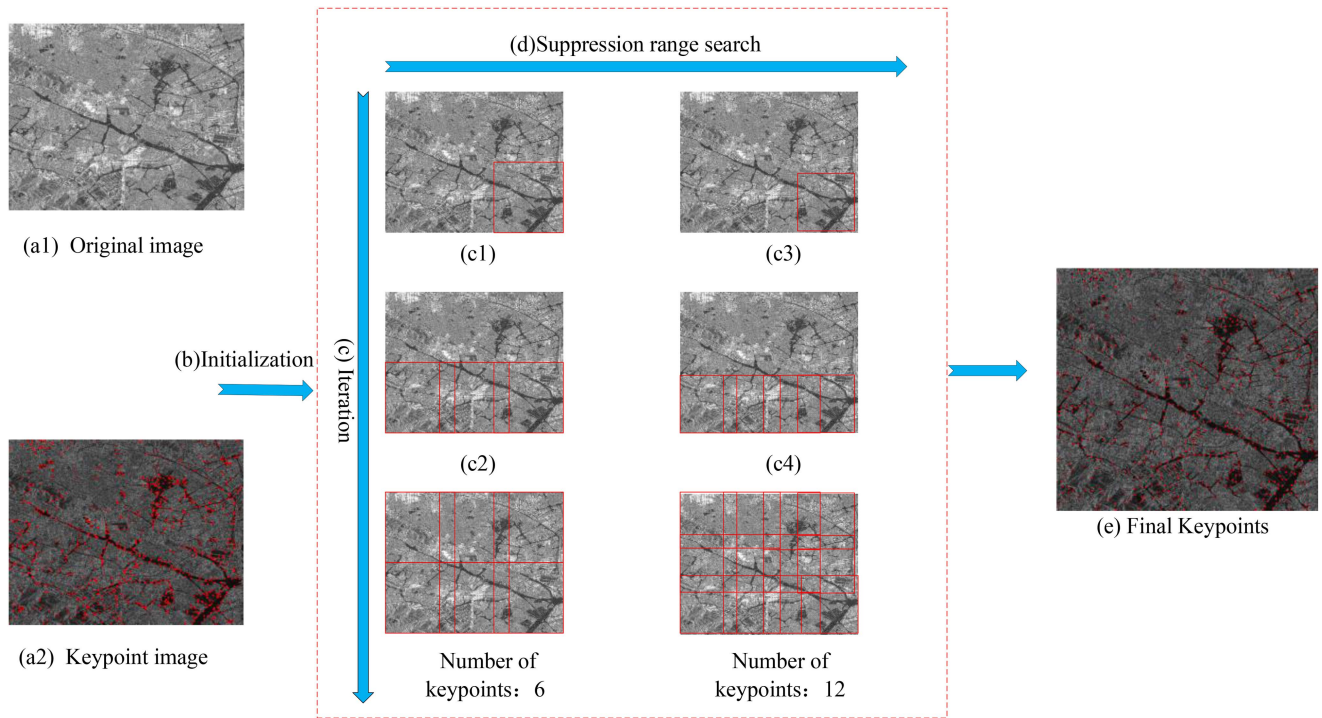 (d)Suppression range search
(a1) Original image
(c1)
(c3)
(b)Initialization
(c) Iteration
(c2)
(c4)
(a2) Keypoint image
Number of
keypoints：6
Number of
keypoints：12
(e) Final Keypoints